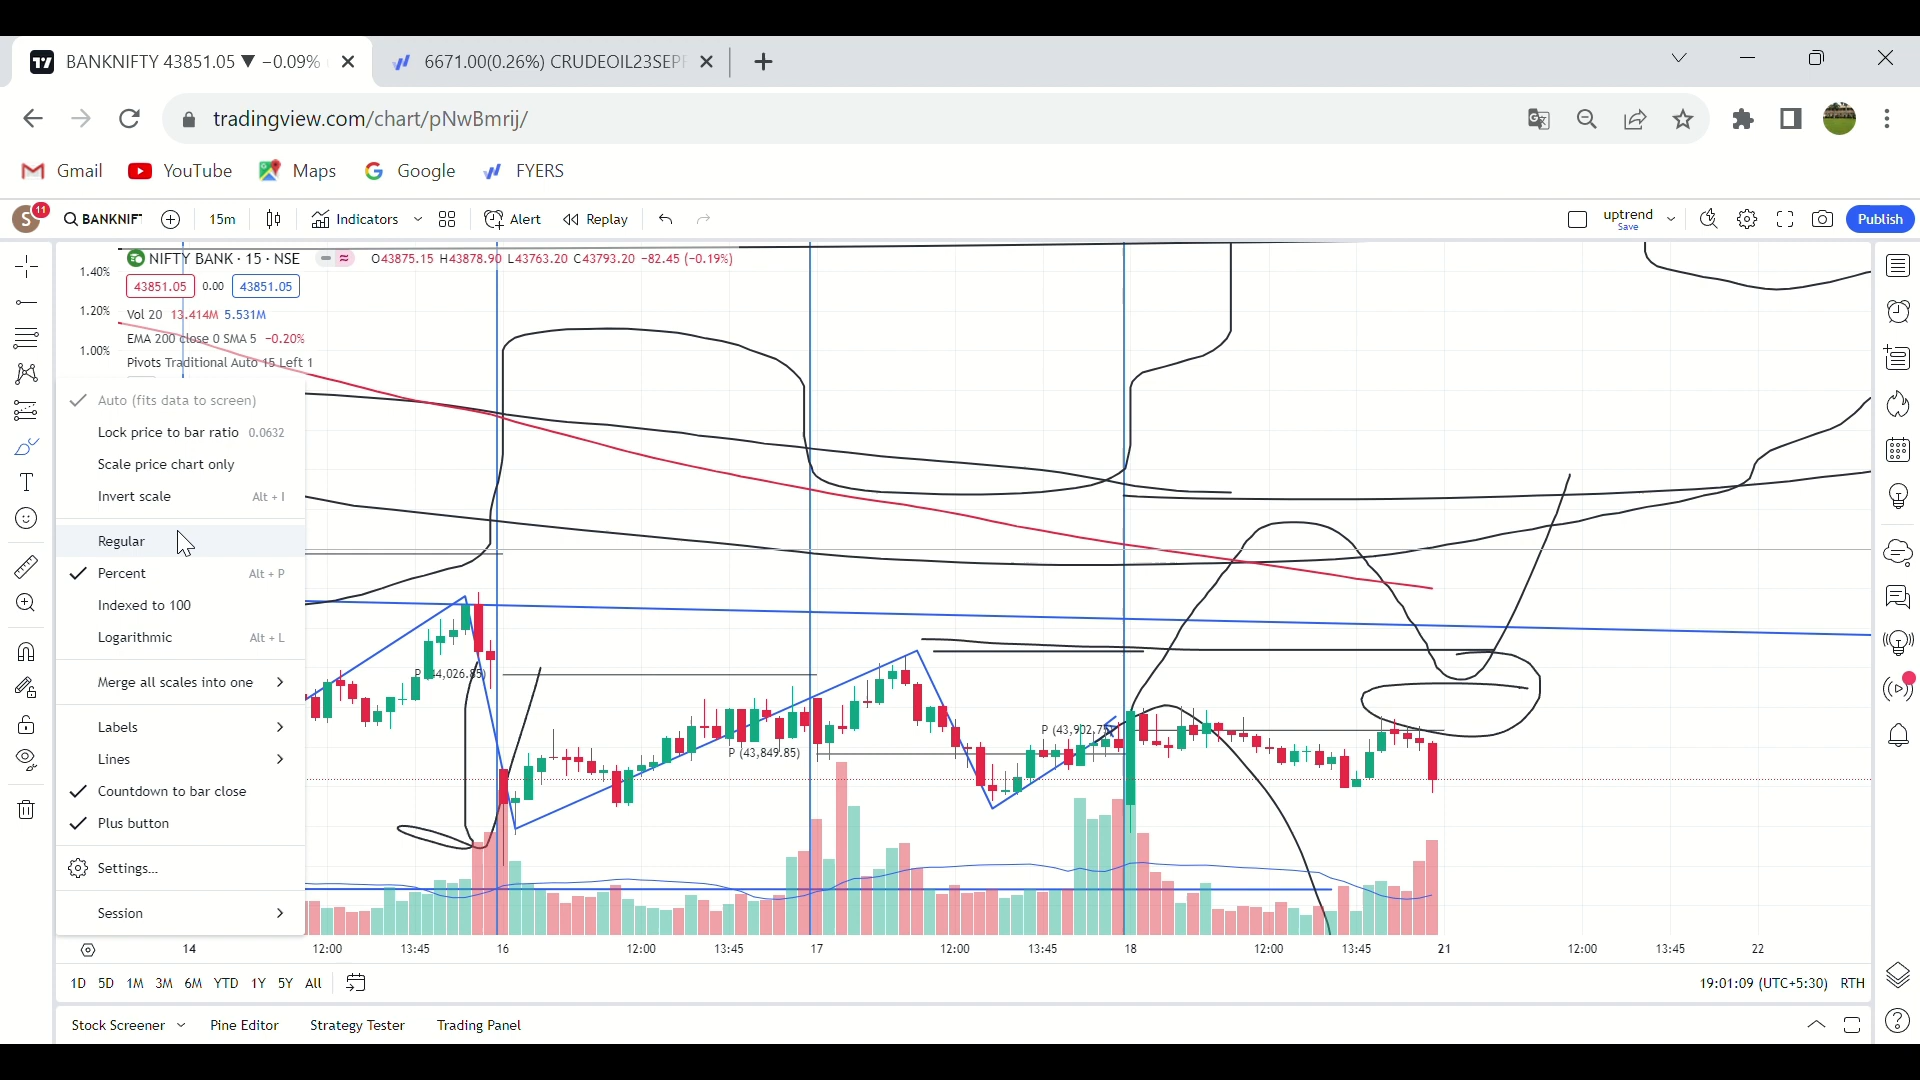 BANKNIFTY 43851.05 ▼ −0.09%
6671.00(0.26%) CRUDEOIL23SEPF
tradingview.com/chart/pNwBmrij/
Gmail
YouTube
Maps
Google
FYERS
S
11
BANKNIF
15m
Indicators
Alert
Replay
uptrend
Save
Publish
NIFTY BANK · 15 · NSE
O43875.15 H43878.90 L43763.20 C43793.20 −82.45 (−0.19%)
43851.05 0.00 43851.05
Vol 20 13.414M 5.531M
EMA 200 close 0 SMA 5 −0.20%
Pivots Traditional Auto 15 Left 1
1.40%
1.20%
1.00%
Auto (fits data to screen)
Lock price to bar ratio 0.0632
Scale price chart only
Invert scale Alt + I
Regular
Percent Alt + P
Indexed to 100
Logarithmic Alt + L
Merge all scales into one
Labels
Lines
Countdown to bar close
Plus button
Settings...
Session
P (44,026.85)
P (43,849.85)
P (43,902.7
14 12:00 13:45 16 12:00 13:45 17 12:00 13:45 18 12:00 13:45 21 12:00 13:45 22
1D 5D 1M 3M 6M YTD 1Y 5Y All
19:01:09 (UTC+5:30) RTH
Stock Screener
Pine Editor
Strategy Tester
Trading Panel